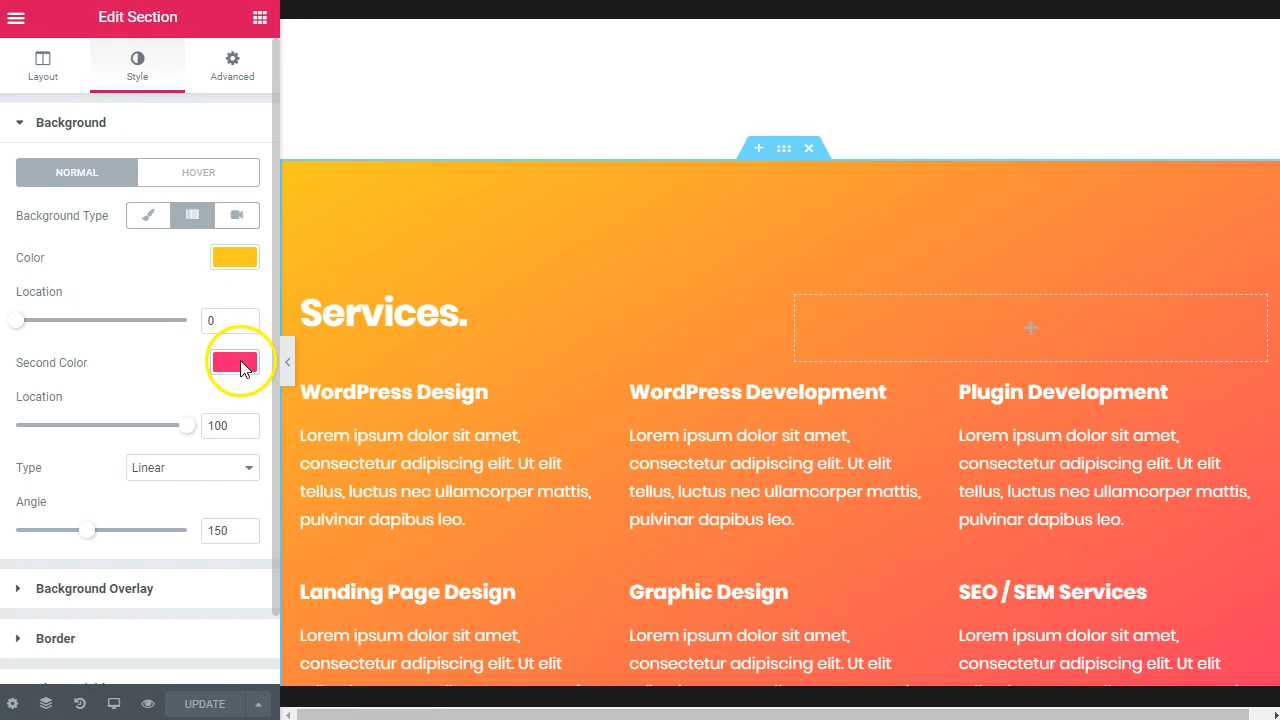 Edit Section
Layout
Style
Advanced
Background
NORMAL
HOVER
Background Type
Color
Location
0
Second Color
Location
100
Type
Linear
Angle
150
Background Overlay
Border
UPDATE
Services.
WordPress Design
Lorem ipsum dolor sit amet,
consectetur adipiscing elit. Ut elit
tellus, luctus nec ullamcorper mattis,
pulvinar dapibus leo.
WordPress Development
Lorem ipsum dolor sit amet,
consectetur adipiscing elit. Ut elit
tellus, luctus nec ullamcorper mattis,
pulvinar dapibus leo.
Plugin Development
Lorem ipsum dolor sit amet,
consectetur adipiscing elit. Ut elit
tellus, luctus nec ullamcorper mattis,
pulvinar dapibus leo.
Landing Page Design
Lorem ipsum dolor sit amet,
consectetur adipiscing elit. Ut elit
Graphic Design
Lorem ipsum dolor sit amet,
consectetur adipiscing elit. Ut elit
SEO / SEM Services
Lorem ipsum dolor sit amet,
consectetur adipiscing elit. Ut elit